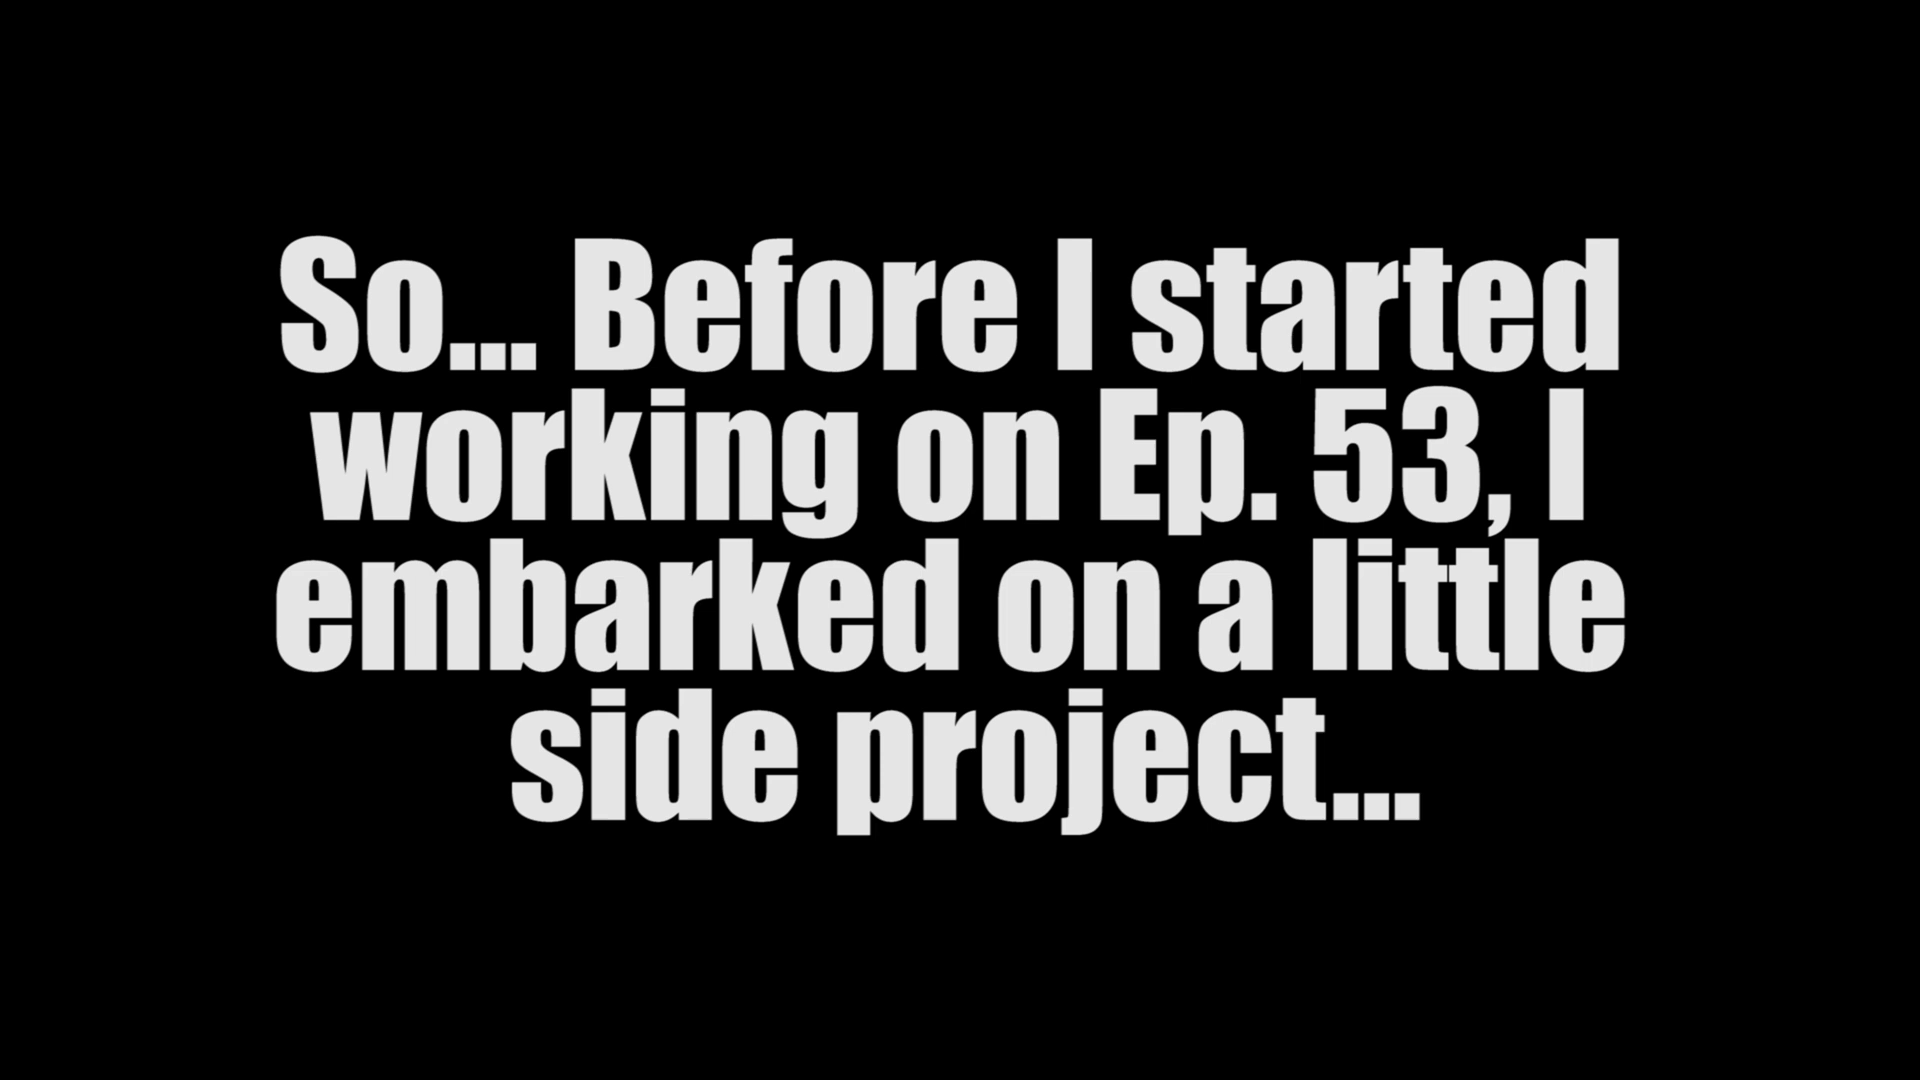 So... Before I started
working on Ep. 53, I
embarked on a little
side project...